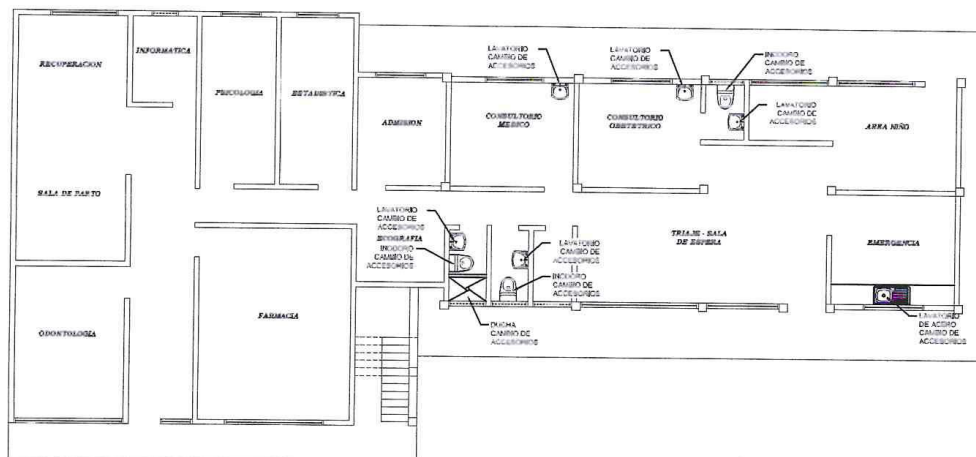 RECUPERACION
INFORMATICA
PSICOLOGIA
ESTADISTICA
ADMISION
LAVATORIO
CAMBIO DE
ACCESORIOS
CONSULTORIO
MEDICO
LAVATORIO
CAMBIO DE
ACCESORIOS
CONSULTORIO
OBSTETRICO
INODORO
CAMBIO DE
ACCESORIOS
LAVATORIO
CAMBIO DE
ACCESORIOS
AREA NIÑO
SALA DE PARTO
LAVATORIO
CAMBIO DE
ACCESORIOS
ECOGRAFIA
INODORO
CAMBIO DE
ACCESORIOS
LAVATORIO
CAMBIO DE
ACCESORIOS
INODORO
CAMBIO DE
ACCESORIOS
TRIAJE - SALA
DE ESPERA
EMERGENCIA
ODONTOLOGIA
FARMACIA
DUCHA
CAMBIO DE
ACCESORIOS
LAVATORIO
DE ACERO
CAMBIO DE
ACCESORIOS